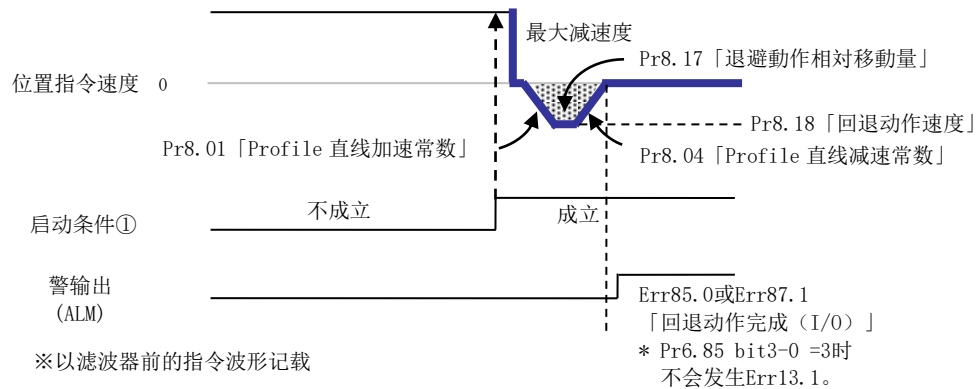 最大减速度
Pr8.17「退避動作相对移動量」
位置指令速度 0
Pr8.18「回退动作速度」
Pr8.01「Profile 直线加速常数」
Pr8.04「Profile 直线减速常数」
不成立
成立
启动条件①
警输出
(ALM)
Err85.0或Err87.1
「回退动作完成（I/O）」
* Pr6.85 bit3-0 =3时
不会发生Err13.1。
※以滤波器前的指令波形记载